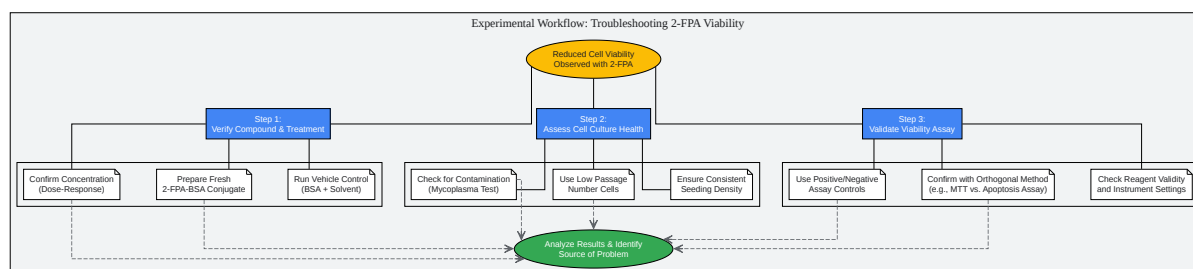 Experimental Workflow: Troubleshooting 2-FPA Viability
Reduced Cell Viability
Observed with 2-FPA
Step 1:
Verify Compound & Treatment
Step 2:
Assess Cell Culture Health
Step 3:
Validate Viability Assay
Confirm Concentration
(Dose-Response)
Prepare Fresh
2-FPA-BSA Conjugate
Run Vehicle Control
(BSA + Solvent)
Check for Contamination
(Mycoplasma Test)
Use Low Passage
Number Cells
Ensure Consistent
Seeding Density
Use Positive/Negative
Assay Controls
Confirm with Orthogonal Method
(e.g., MTT vs. Apoptosis Assay)
Check Reagent Validity
and Instrument Settings
Analyze Results & Identify
Source of Problem